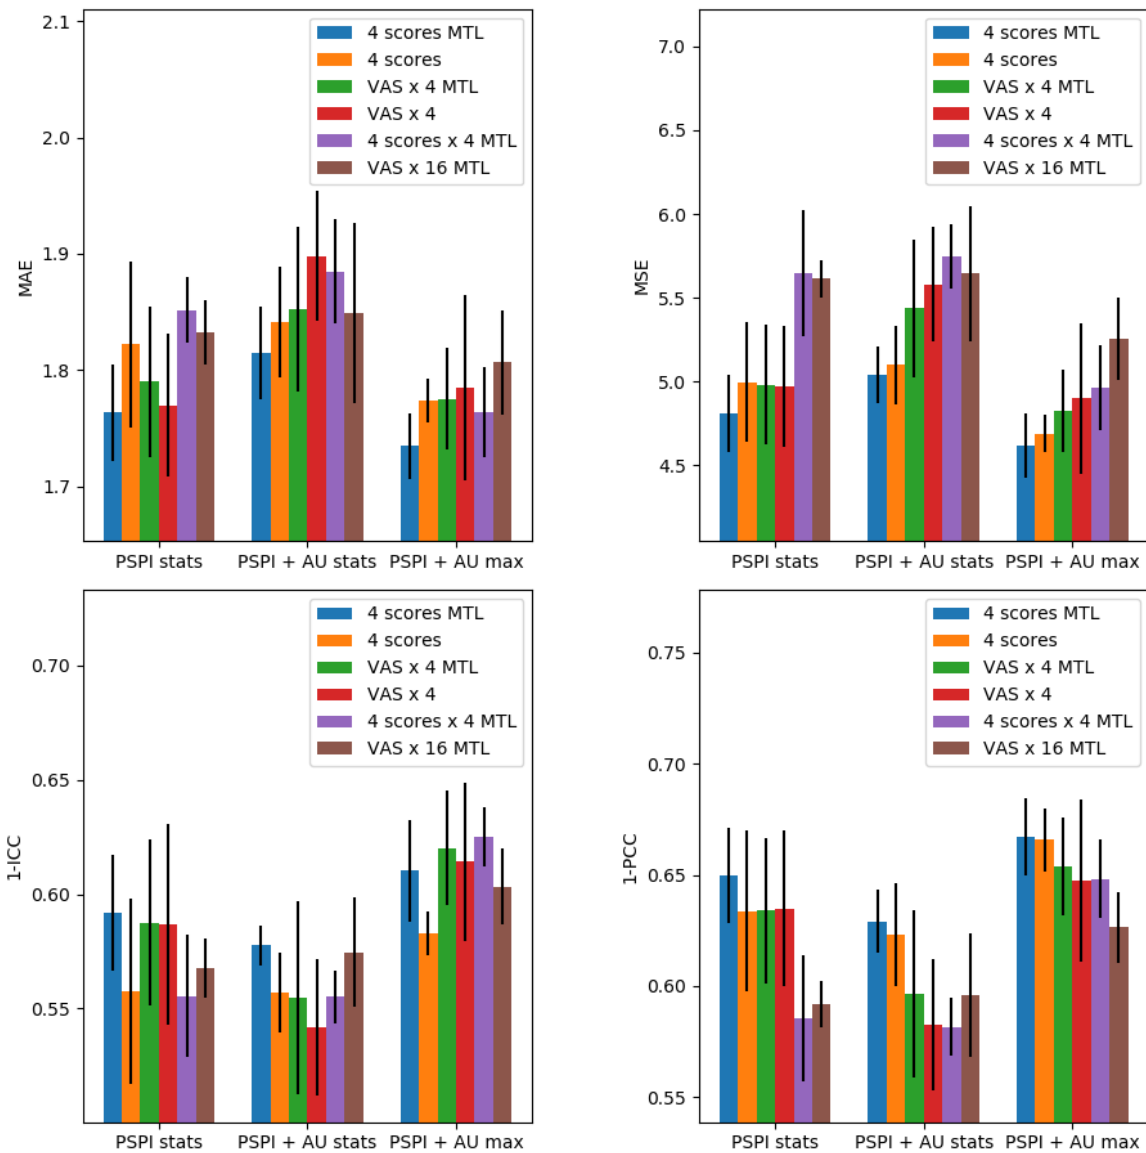 2.1
2.0
1.9
1.8
1.7
MAE
4 scores MTL
4 scores
VAS x 4 MTL
VAS x 4
4 scores x 4 MTL
VAS x 16 MTL
PSPI stats
PSPI + AU stats
PSPI + AU max
7.0
6.5
6.0
5.5
5.0
4.5
MSE
4 scores MTL
4 scores
VAS x 4 MTL
VAS x 4
4 scores x 4 MTL
VAS x 16 MTL
PSPI stats
PSPI + AU stats
PSPI + AU max
0.70
0.65
0.60
0.55
1-ICC
4 scores MTL
4 scores
VAS x 4 MTL
VAS x 4
4 scores x 4 MTL
VAS x 16 MTL
PSPI stats
PSPI + AU stats
PSPI + AU max
0.75
0.70
0.65
0.60
0.55
1-PCC
4 scores MTL
4 scores
VAS x 4 MTL
VAS x 4
4 scores x 4 MTL
VAS x 16 MTL
PSPI stats
PSPI + AU stats
PSPI + AU max